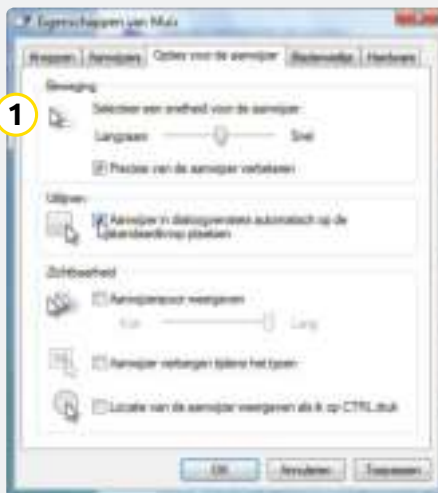 Eigenschappen van Muis
Knoppen Aanwijzers Opties voor de aanwijzer Hardware
Beweging
1
Selecteer een snelheid voor de aanwijzer
Langzaam Snel
Precisie van de aanwijzer verbeteren
Uitlijnen
Aanwijzer in dialoogvensters automatisch op de
standaardknop plaatsen
Zichtbaarheid
Aanwijzerspoor weergeven
Kort Lang
Aanwijzer verbergen tijdens het typen
Locatie van de aanwijzer weergeven als ik op CTRL druk
OK Annuleren Toepassen